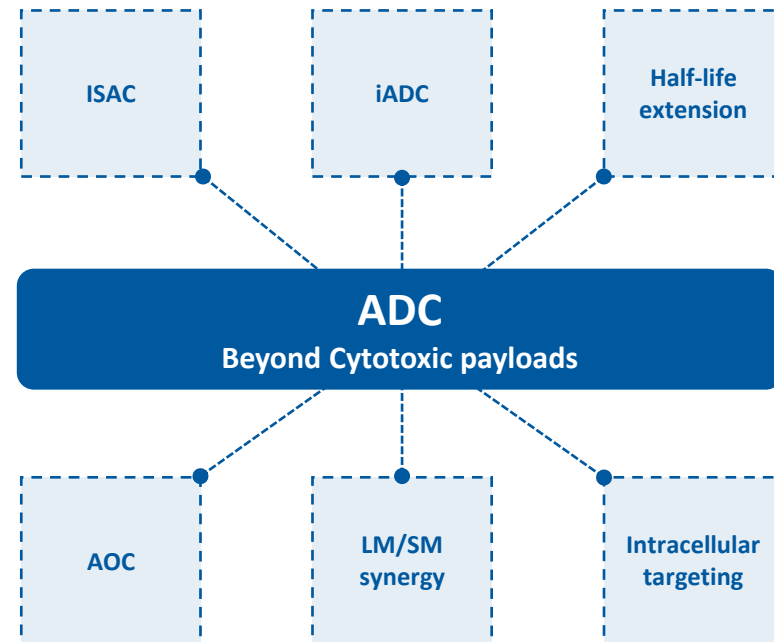 ISAC
iADC
Half-life
extension
ADC
Beyond Cytotoxic payloads
AOC
LM/SM
synergy
Intracellular
targeting